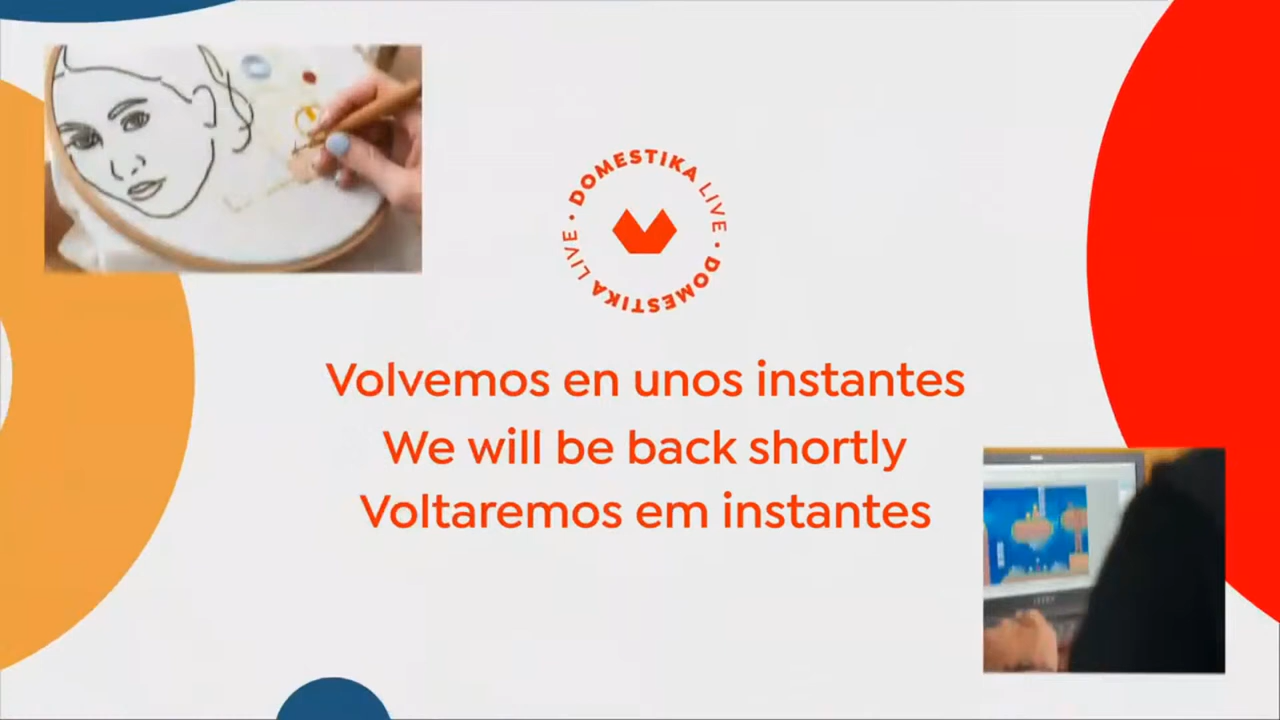 DOMESTIKA LIVE · DOMESTIKA LIVE ·
Volvemos en unos instantes
We will be back shortly
Voltaremos em instantes